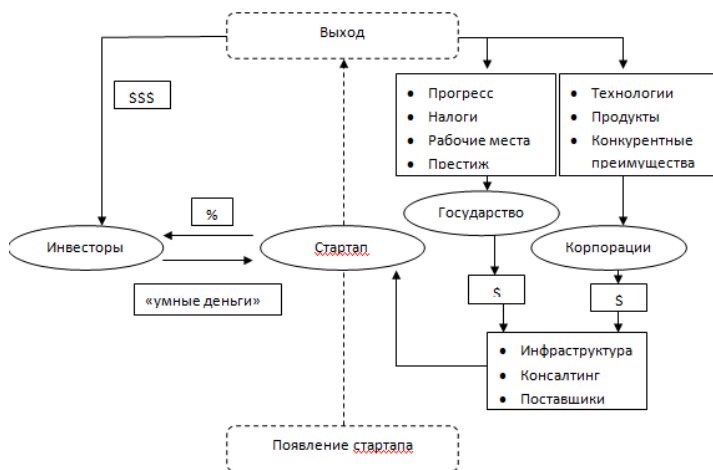 Выход
$$$
• Прогресс
• Налоги
• Рабочие места
• Престиж
• Технологии
• Продукты
• Конкурентные
преимущества
%
Государство
Инвесторы
Стартап
Корпорации
«умные деньги»
$
$
• Инфраструктура
• Консалтинг
• Поставщики
Появление стартапа